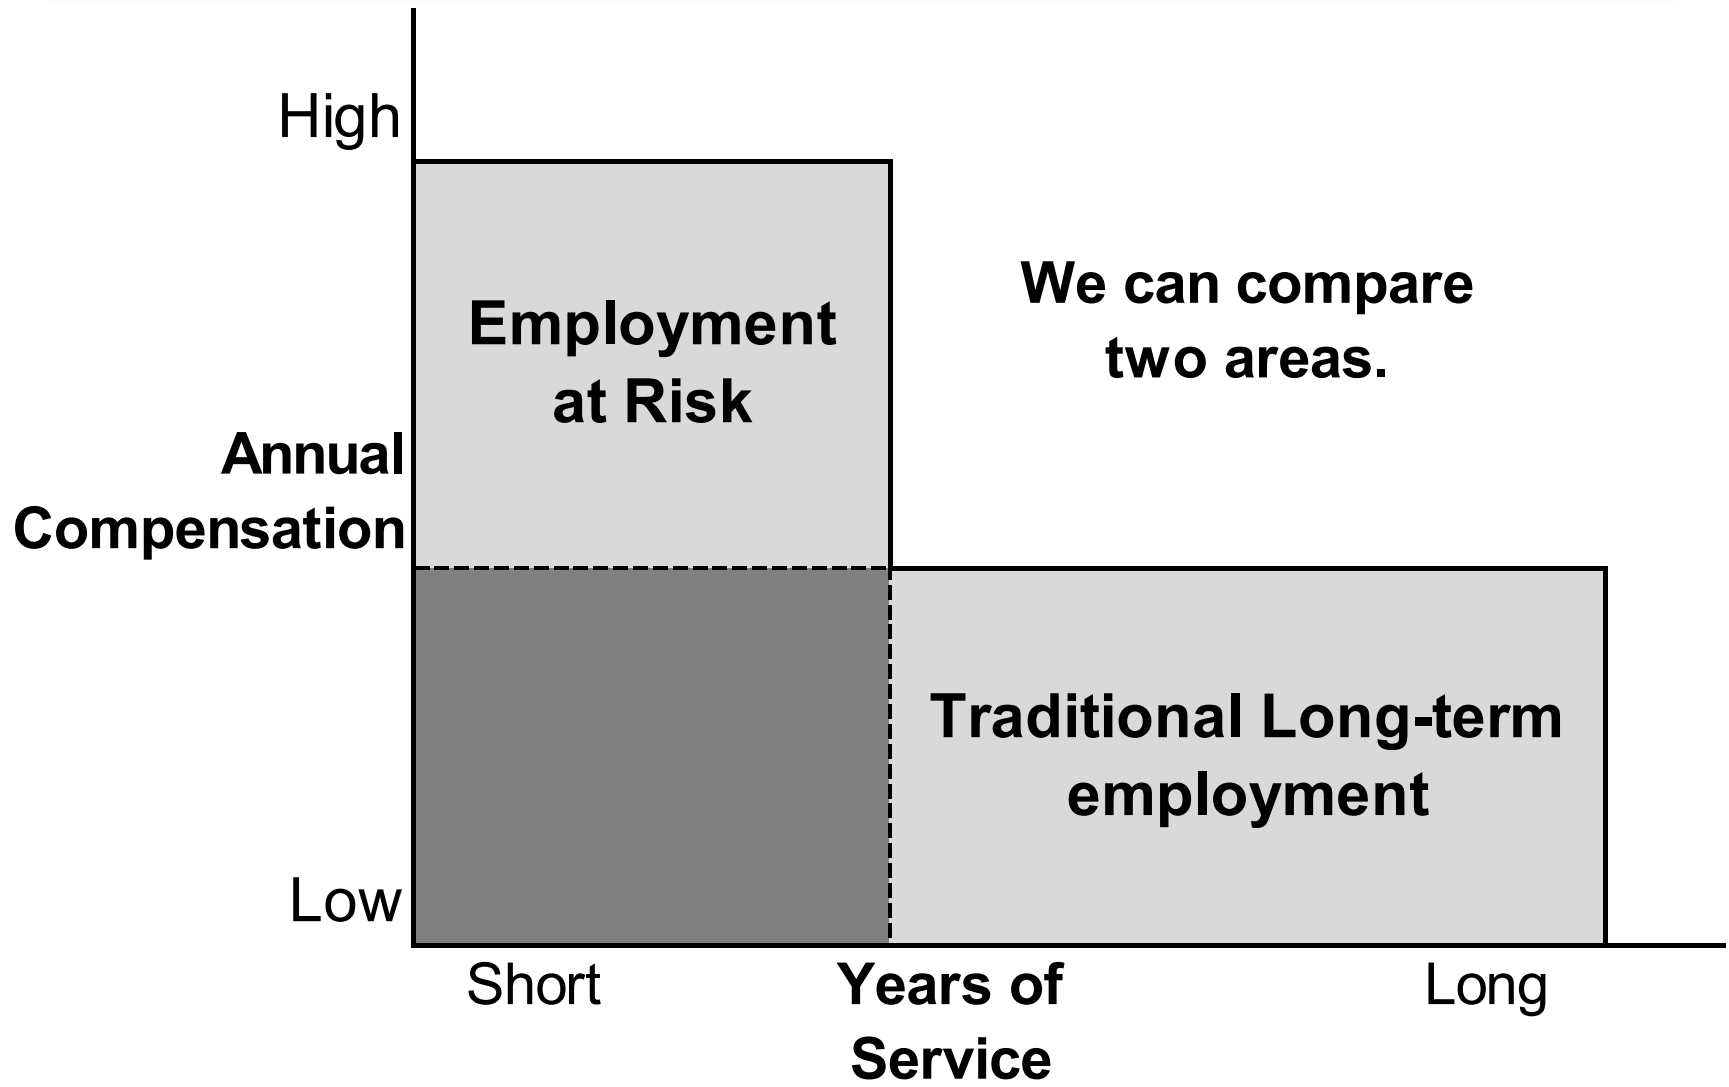 High
Employment
at Risk
We can compare
two areas.
Annual
Compensation
Traditional Long-term
employment
Low
Short
Years of
Service
Long